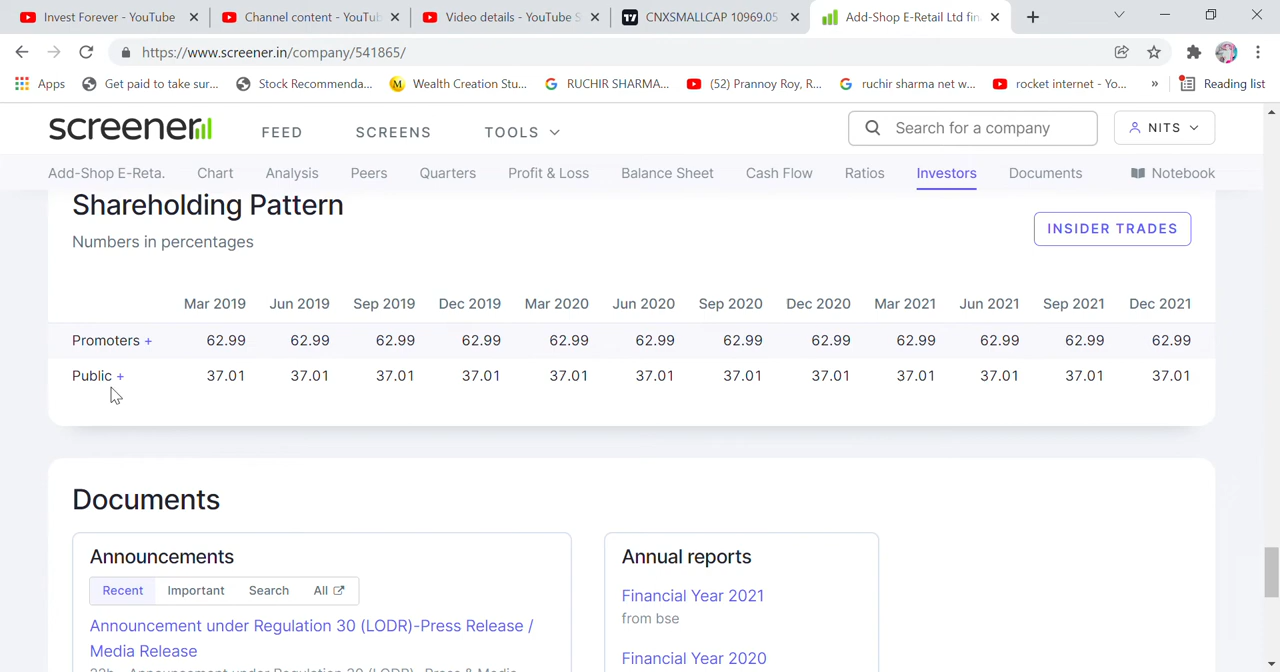 Invest Forever - YouTube
Channel content - YouTu
Video details - YouTube S
CNXSMALLCAP 10969.05
Add-Shop E-Retail Ltd fin
https://www.screener.in/company/541865/
Apps Get paid to take sur... Stock Recommenda... Wealth Creation Stu... RUCHIR SHARMA... (52) Prannoy Roy, R... ruchir sharma net w... rocket internet - Yo... » Reading list
screener
FEED SCREENS TOOLS
Search for a company
NITS
Add-Shop E-Reta. Chart Analysis Peers Quarters Profit & Loss Balance Sheet Cash Flow Ratios Investors Documents Notebook
Shareholding Pattern
Numbers in percentages
INSIDER TRADES
Mar 2019 Jun 2019 Sep 2019 Dec 2019 Mar 2020 Jun 2020 Sep 2020 Dec 2020 Mar 2021 Jun 2021 Sep 2021 Dec 2021
Promoters + 62.99 62.99 62.99 62.99 62.99 62.99 62.99 62.99 62.99 62.99 62.99 62.99
Public + 37.01 37.01 37.01 37.01 37.01 37.01 37.01 37.01 37.01 37.01 37.01 37.01
Documents
Announcements
Recent Important Search All
Announcement under Regulation 30 (LODR)-Press Release /
Media Release
Announcement under Regulation 30 (LODR) Press & Media
Annual reports
Financial Year 2021
from bse
Financial Year 2020